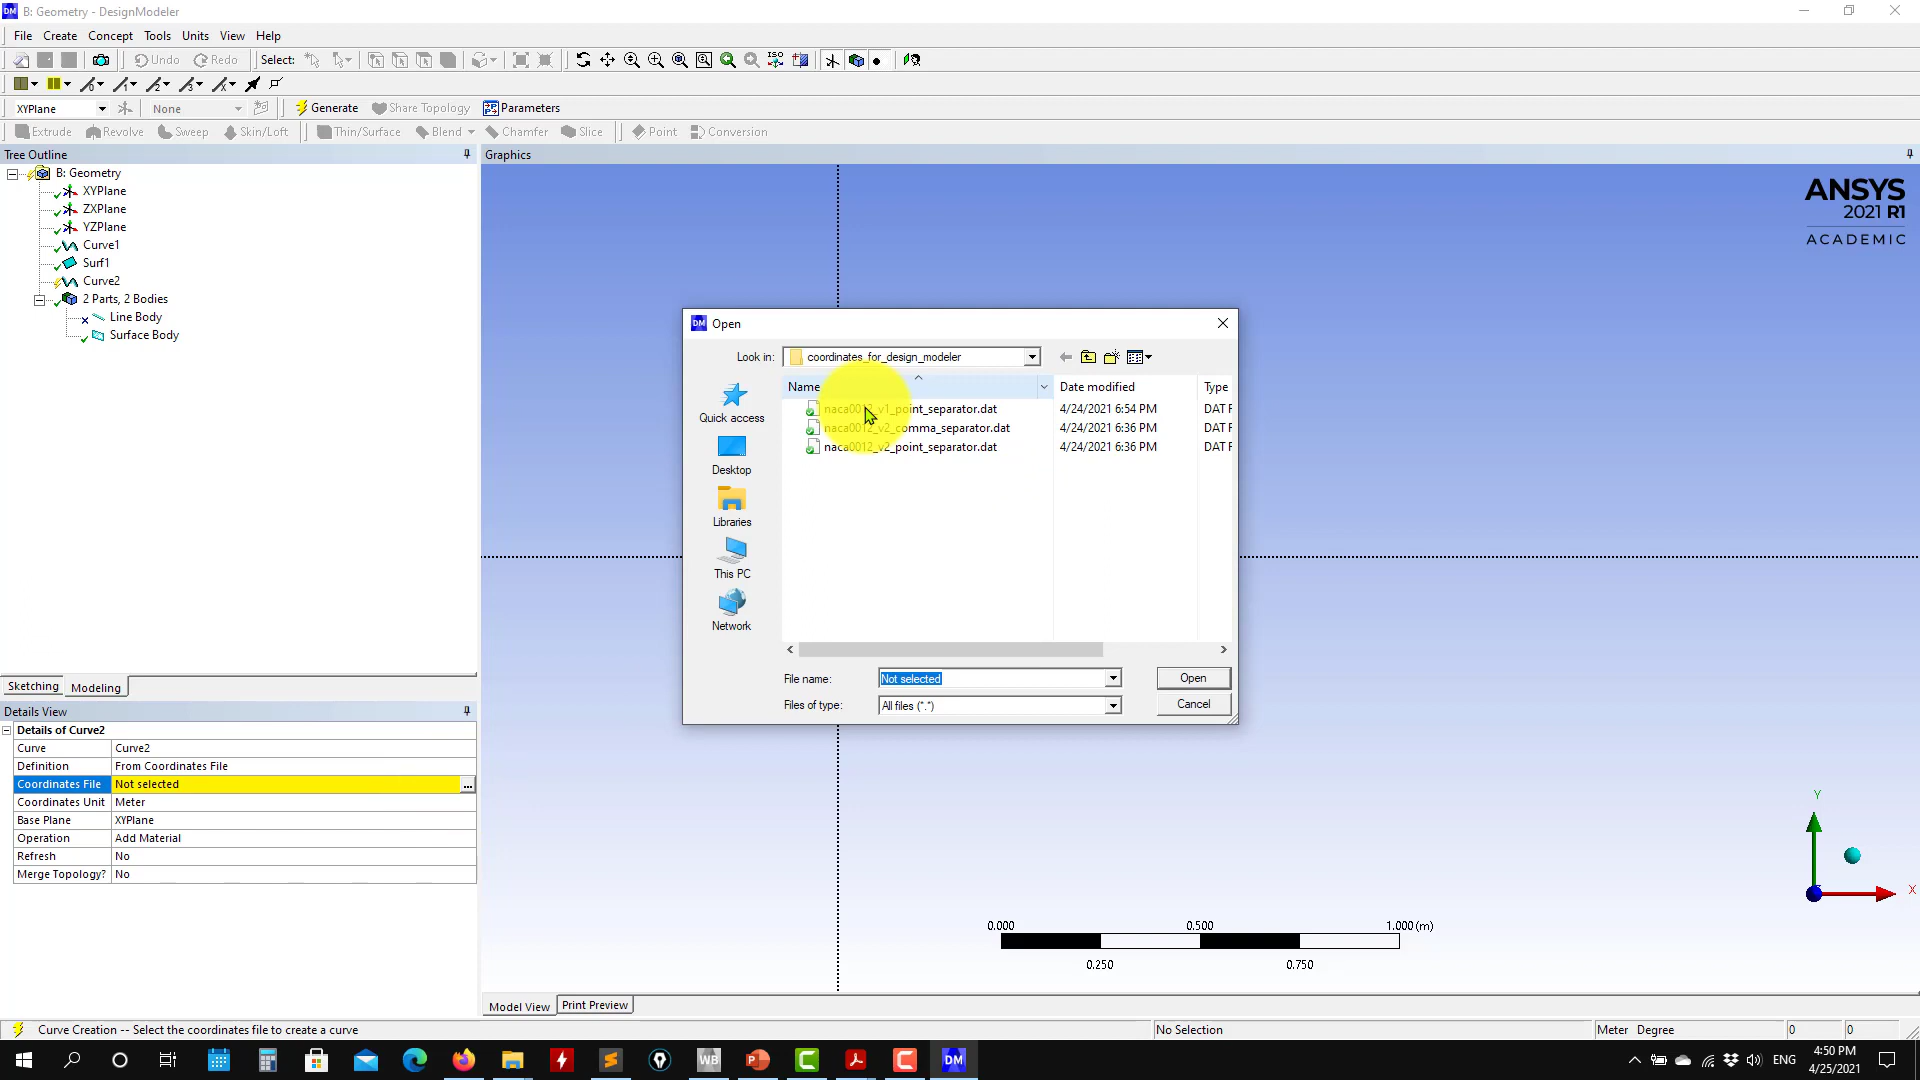 B: Geometry - DesignModeler
File Create Concept Tools Units View Help
Undo Redo Select: ISO
XYPlane None Generate Share Topology Parameters
Extrude Revolve Sweep Skin/Loft Thin/Surface Blend Chamfer Slice Point Conversion
Tree Outline
Graphics
B: Geometry
XYPlane
ZXPlane
YZPlane
Curve1
Surf1
Curve2
2 Parts, 2 Bodies
Line Body
Surface Body
ANSYS
2021 R1
ACADEMIC
DM Open
Look in: coordinates_for_design_modeler
Name Date modified Type
naca0012_v1_point_separator.dat 4/24/2021 6:54 PM DAT F
naca0012_v2_comma_separator.dat 4/24/2021 6:36 PM DAT F
naca0012_v2_point_separator.dat 4/24/2021 6:36 PM DAT F
Quick access
Desktop
Libraries
This PC
Network
File name: Not selected Open
Files of type: All files (*.*) Cancel
Sketching Modeling
Details View
Details of Curve2
Curve Curve2
Definition From Coordinates File
Coordinates File Not selected ...
Coordinates Unit Meter
Base Plane XYPlane
Operation Add Material
Refresh No
Merge Topology? No
Y
X
0.000 0.500 1.000 (m)
0.250 0.750
Model View Print Preview
Curve Creation -- Select the coordinates file to create a curve No Selection Meter Degree 0 0
WB DM ENG 4:50 PM
4/25/2021